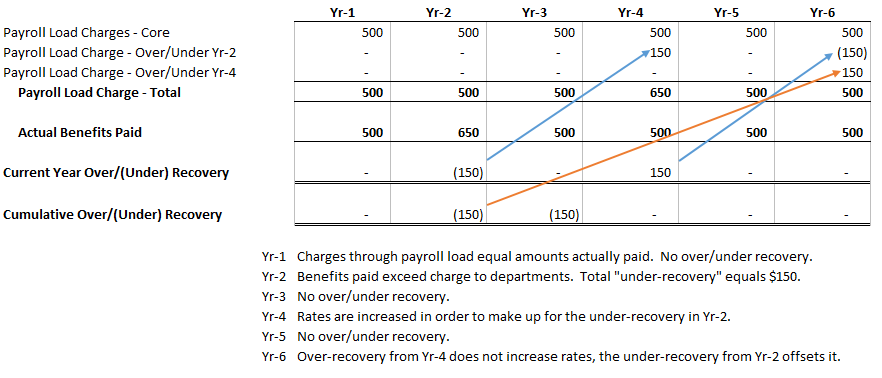 Yr-1 Yr-2 Yr-3 Yr-4 Yr-5 Yr-6
Payroll Load Charges - Core 500 500 500 500 500 500
Payroll Load Charge - Over/Under Yr-2 - - - 150 - (150)
Payroll Load Charge - Over/Under Yr-4 - - - - - 150
Payroll Load Charge - Total 500 500 500 650 500 500
Actual Benefits Paid 500 650 500 500 500 500
Current Year Over/(Under) Recovery - (150) - 150 - -
Cumulative Over/(Under) Recovery - (150) (150) - - -
Yr-1 Charges through payroll load equal amounts actually paid. No over/under recovery.
Yr-2 Benefits paid exceed charge to departments. Total "under-recovery" equals $150.
Yr-3 No over/under recovery.
Yr-4 Rates are increased in order to make up for the under-recovery in Yr-2.
Yr-5 No over/under recovery.
Yr-6 Over-recovery from Yr-4 does not increase rates, the under-recovery from Yr-2 offsets it.